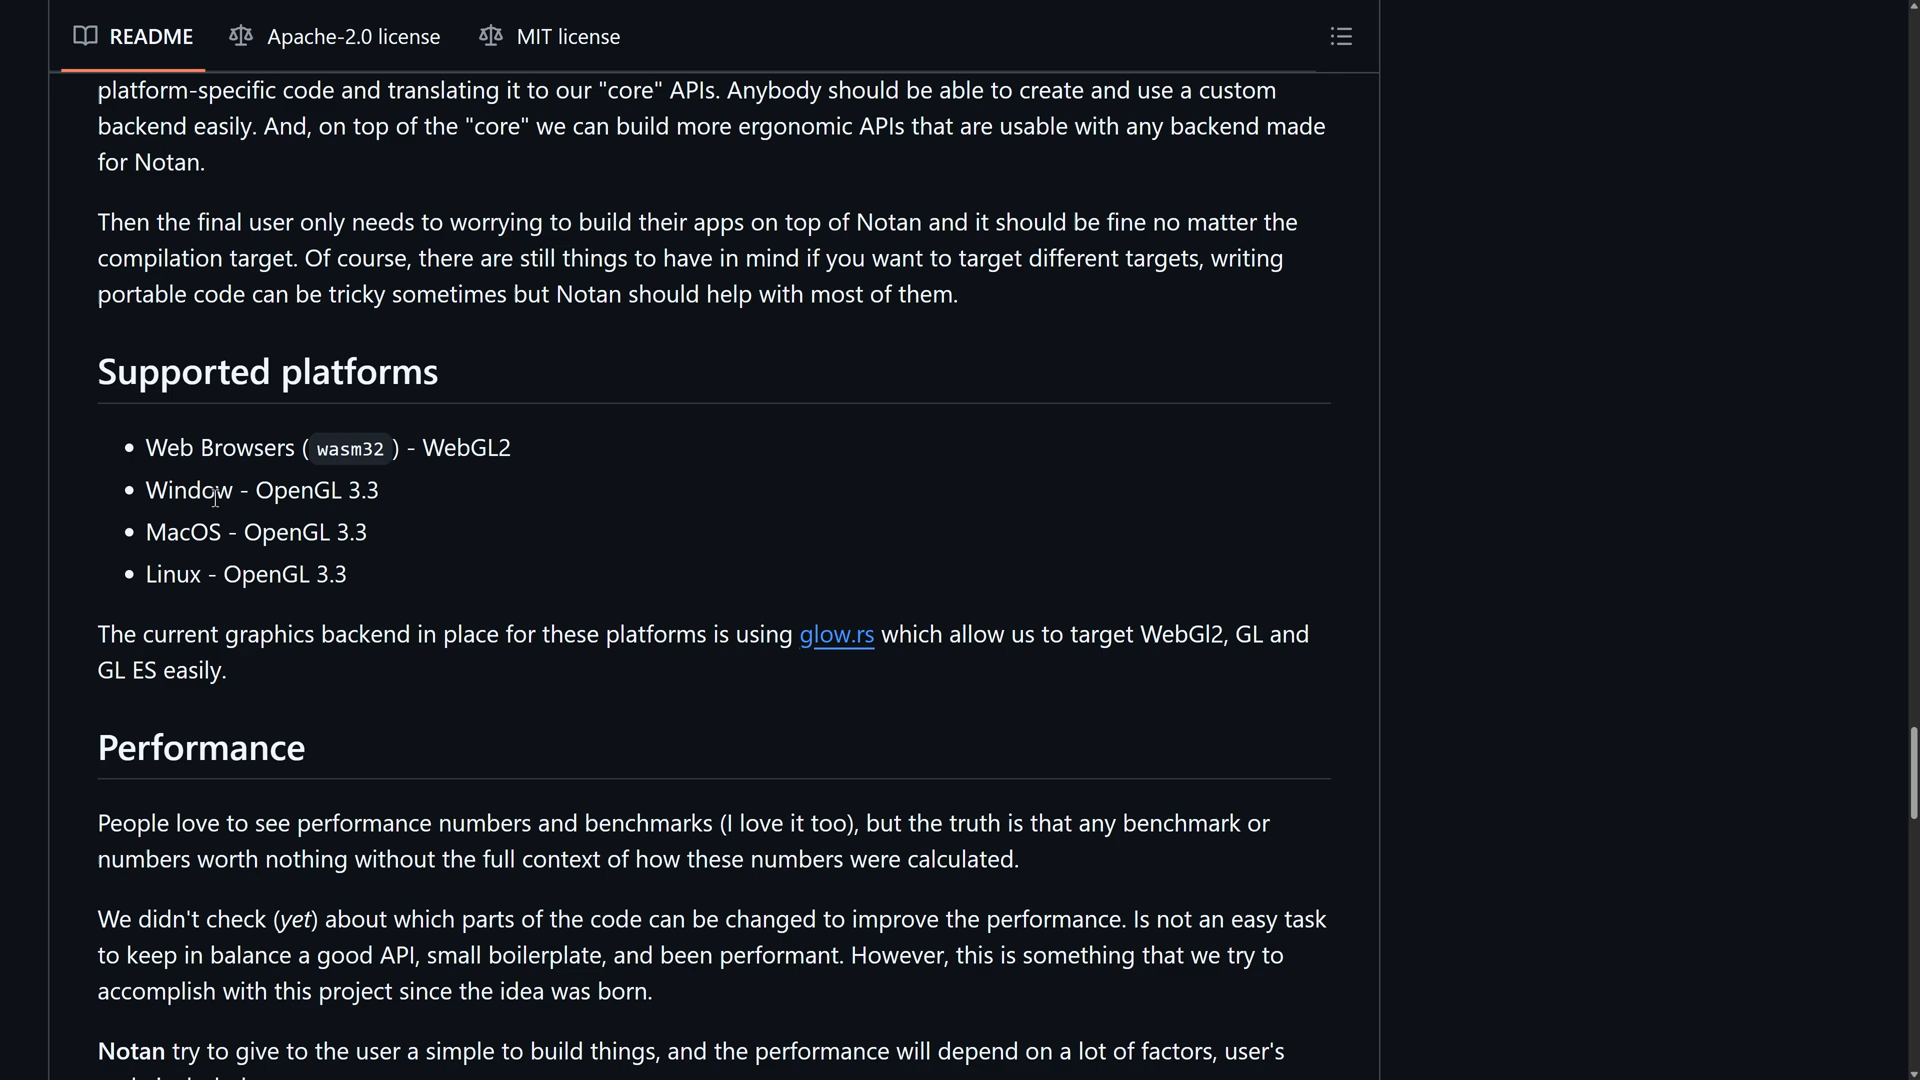 README
Apache-2.0 license
MIT license
platform-specific code and translating it to our "core" APIs. Anybody should be able to create and use a custom
backend easily. And, on top of the "core" we can build more ergonomic APIs that are usable with any backend made
for Notan.
Then the final user only needs to worrying to build their apps on top of Notan and it should be fine no matter the
compilation target. Of course, there are still things to have in mind if you want to target different targets, writing
portable code can be tricky sometimes but Notan should help with most of them.
Supported platforms
Web Browsers (wasm32) - WebGL2
Window - OpenGL 3.3
MacOS - OpenGL 3.3
Linux - OpenGL 3.3
The current graphics backend in place for these platforms is using glow.rs which allow us to target WebGl2, GL and
GL ES easily.
Performance
People love to see performance numbers and benchmarks (I love it too), but the truth is that any benchmark or
numbers worth nothing without the full context of how these numbers were calculated.
We didn't check (yet) about which parts of the code can be changed to improve the performance. Is not an easy task
to keep in balance a good API, small boilerplate, and been performant. However, this is something that we try to
accomplish with this project since the idea was born.
Notan try to give to the user a simple to build things, and the performance will depend on a lot of factors, user's